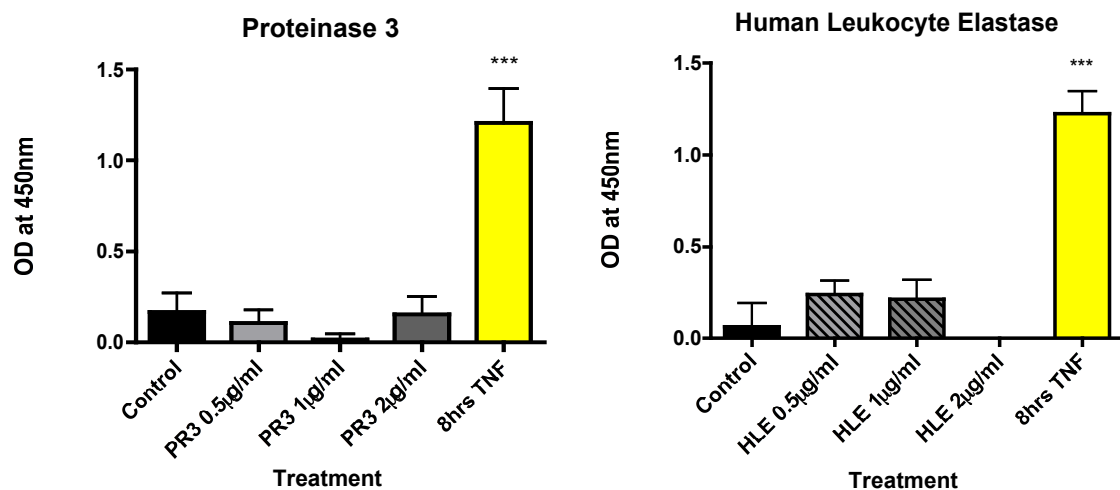 Proteinase 3
***
1.5
1.0
0.5
0.0
OD at 450nm
Control
PR3 0.5µg/ml
PR3 1µg/ml
PR3 2µg/ml
8hrs TNF
Treatment
Human Leukocyte Elastase
***
1.5
1.0
0.5
0.0
OD at 450nm
Control
HLE 0.5µg/ml
HLE 1µg/ml
HLE 2µg/ml
8hrs TNF
Treatment